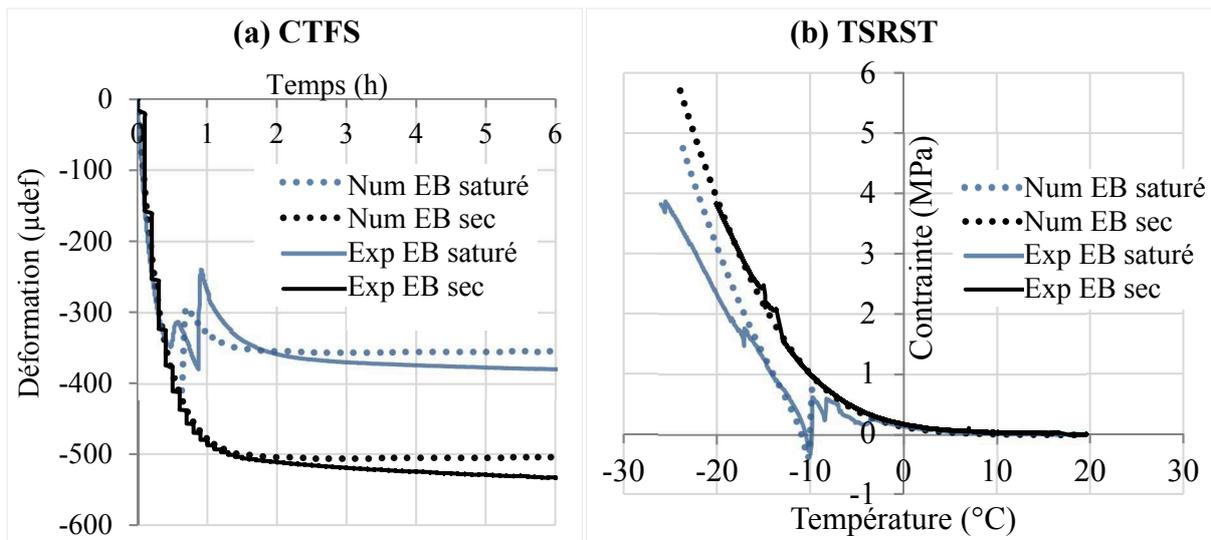 (a) CTFS
Temps (h)
0
0 1 2 3 4 5 6
-100
-200
-300
-400
-500
-600
Déformation (µdef)
Num EB saturé
Num EB sec
Exp EB saturé
Exp EB sec
(b) TSRST
6
5
4
3
2
1
0
-1
Contrainte (MPa)
Num EB saturé
Num EB sec
Exp EB saturé
Exp EB sec
-30 -20 -10 0 10 20 30
Température (°C)